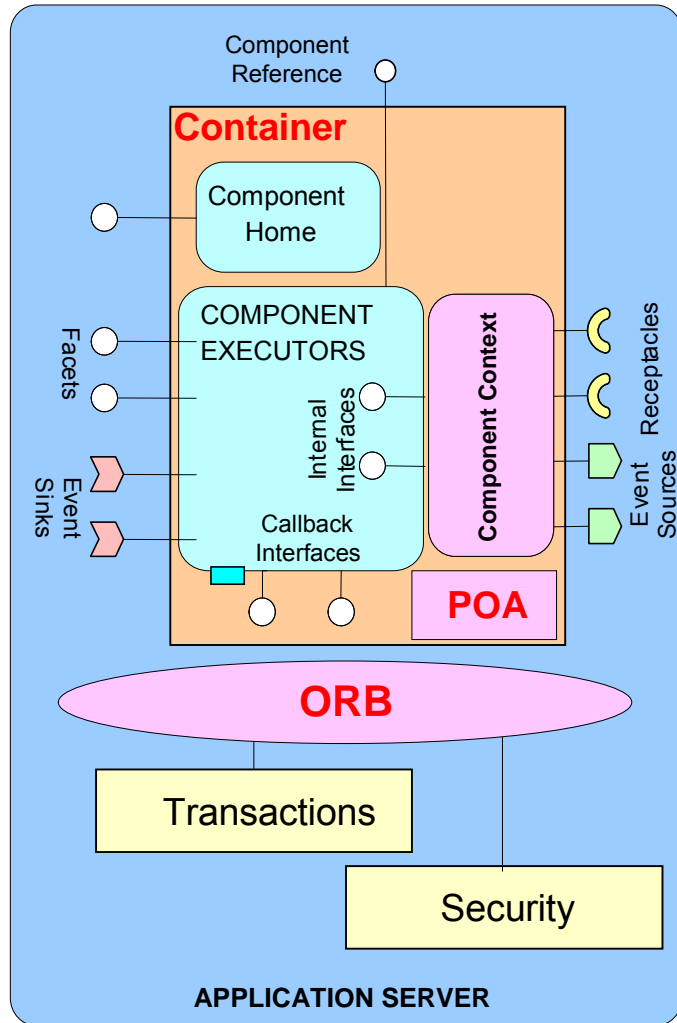 Component
Reference
Container
Component
Home
COMPONENT
EXECUTORS
Facets
Internal
Interfaces
Component Context
Receptacles
Event
Sinks
Event
Sources
Callback
Interfaces
POA
ORB
Transactions
Security
APPLICATION SERVER